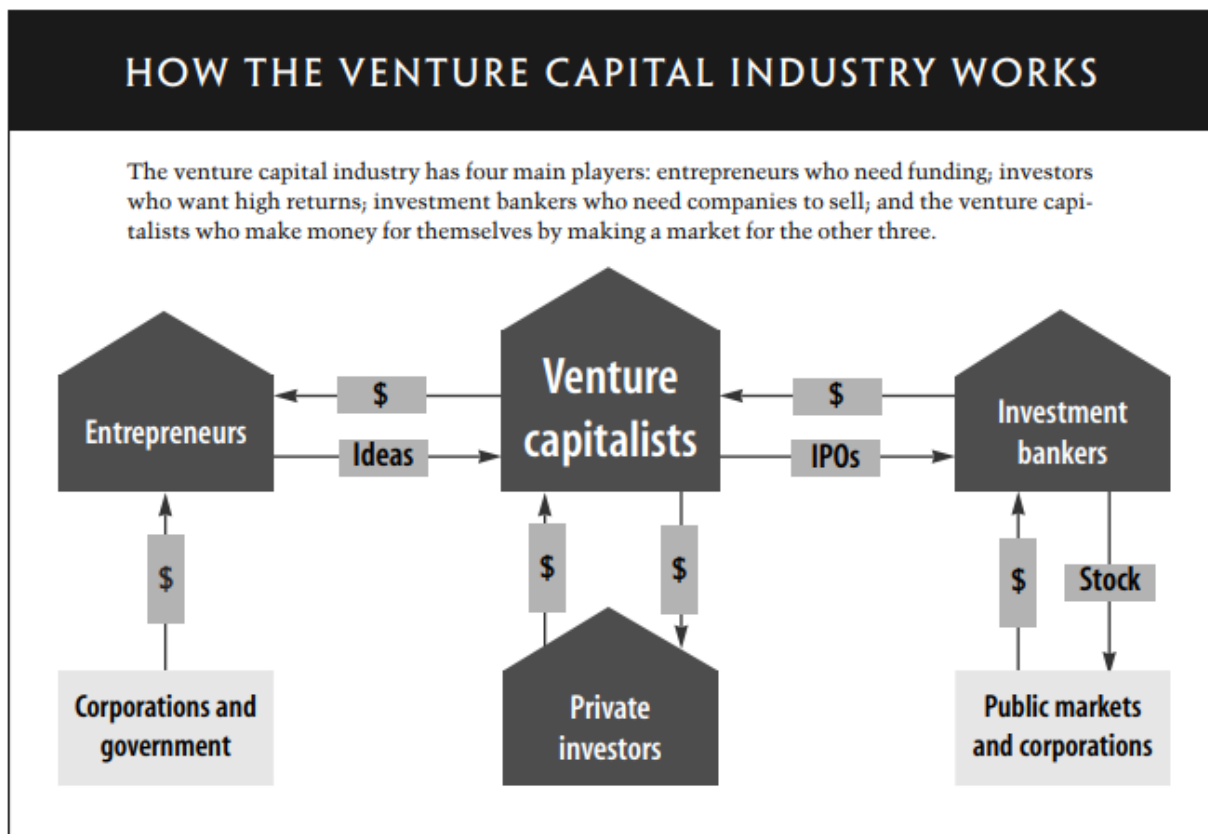 HOW THE VENTURE CAPITAL INDUSTRY WORKS
The venture capital industry has four main players: entrepreneurs who need funding; investors
who want high returns; investment bankers who need companies to sell; and the venture capi-
talists who make money for themselves by making a market for the other three.
Entrepreneurs
$
Ideas
Venture
capitalists
$
IPOs
Investment
bankers
$
$
$
$
Stock
Corporations and
government
Private
investors
Public markets
and corporations